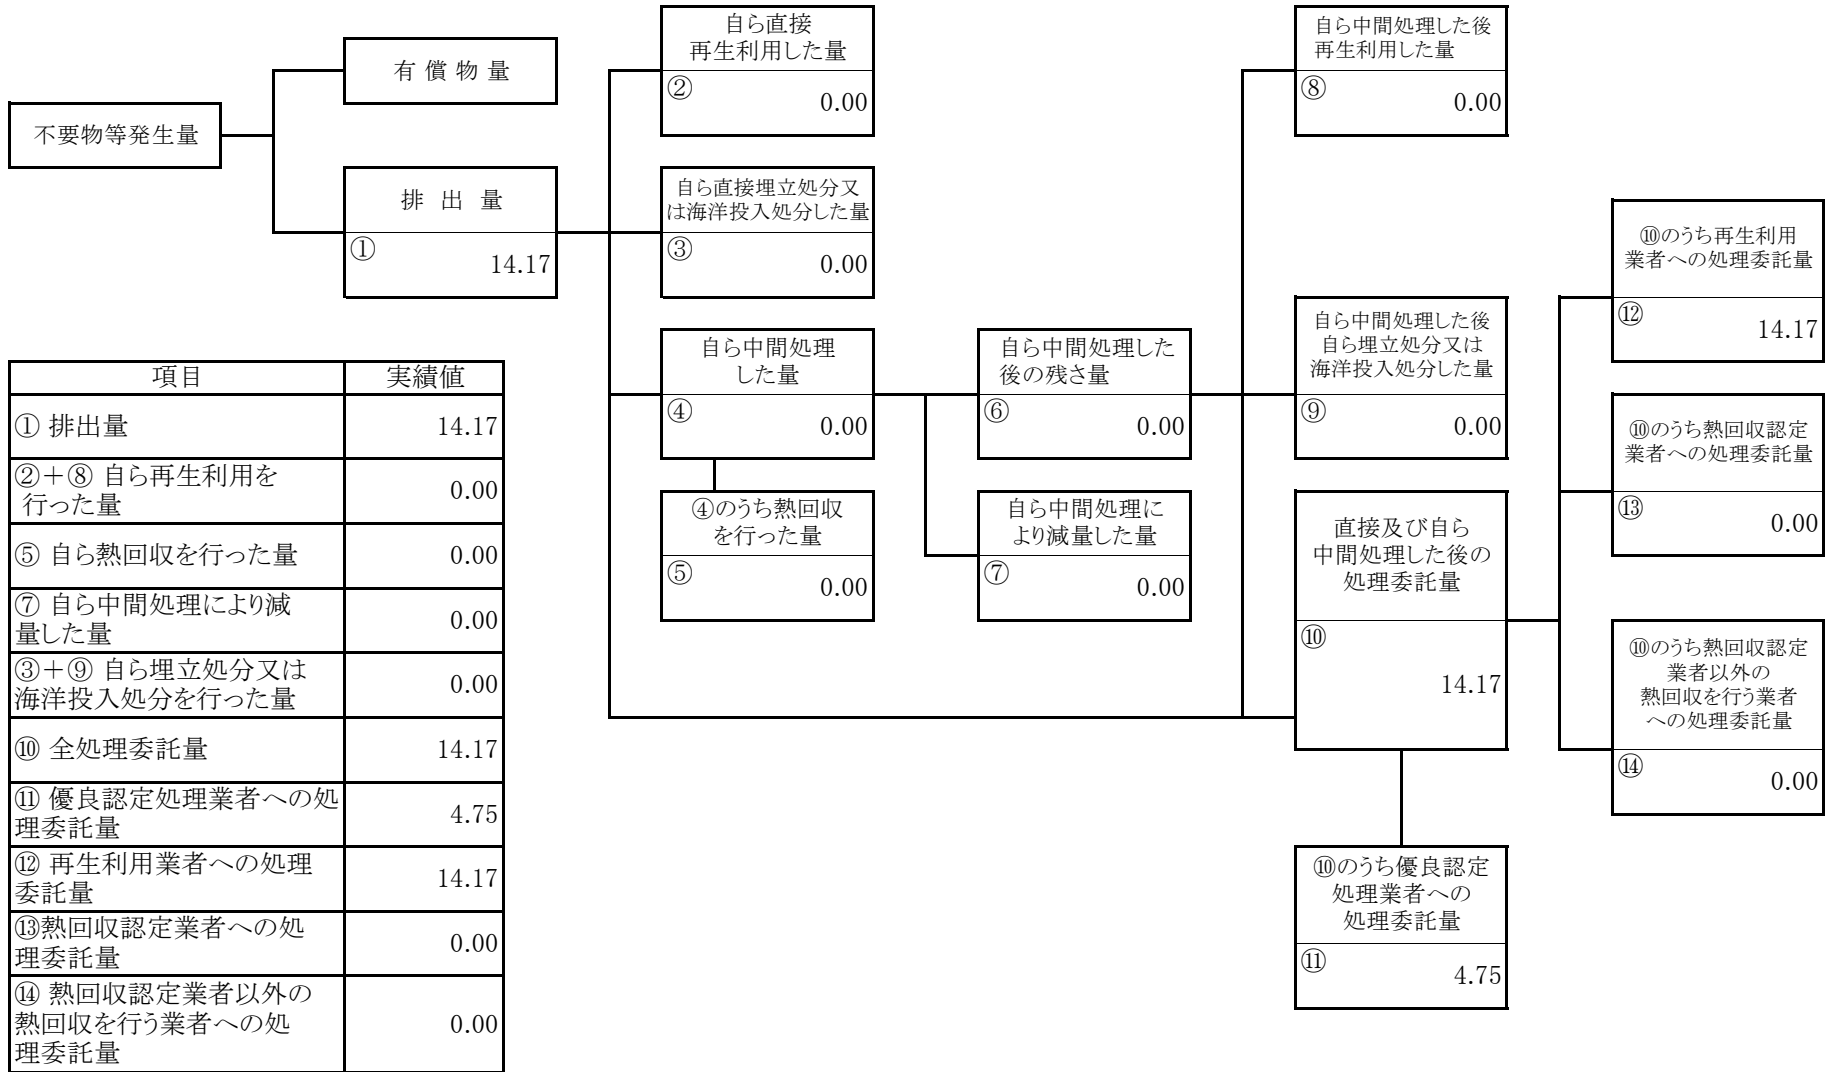 不要物等発生量
有 償 物 量
排 出 量
①
14.17
自ら直接
再生利用した量
②
0.00
自ら直接埋立処分又
は海洋投入処分した量
③
0.00
自ら中間処理
した量
④
0.00
④のうち熱回収
を行った量
⑤
0.00
自ら中間処理した
後の残さ量
⑥
0.00
自ら中間処理に
より減量した量
⑦
0.00
自ら中間処理した後
再生利用した量
⑧
0.00
自ら中間処理した後
自ら埋立処分又は
海洋投入処分した量
⑨
0.00
直接及び自ら
中間処理した後の
処理委託量
⑩
14.17
⑩のうち優良認定
処理業者への
処理委託量
⑪
4.75
⑩のうち再生利用
業者への処理委託量
⑫
14.17
⑩のうち熱回収認定
業者への処理委託量
⑬
0.00
⑩のうち熱回収認定
業者以外の
熱回収を行う業者
への処理委託量
⑭
0.00
項目 実績値
① 排出量 14.17
②+⑧ 自ら再生利用を
行った量 0.00
⑤ 自ら熱回収を行った量 0.00
⑦ 自ら中間処理により減
量した量 0.00
③+⑨ 自ら埋立処分又は
海洋投入処分を行った量 0.00
⑩ 全処理委託量 14.17
⑪ 優良認定処理業者への処
理委託量 4.75
⑫ 再生利用業者への処理
委託量 14.17
⑬熱回収認定業者への処
理委託量 0.00
⑭ 熱回収認定業者以外の
熱回収を行う業者への処
理委託量 0.00